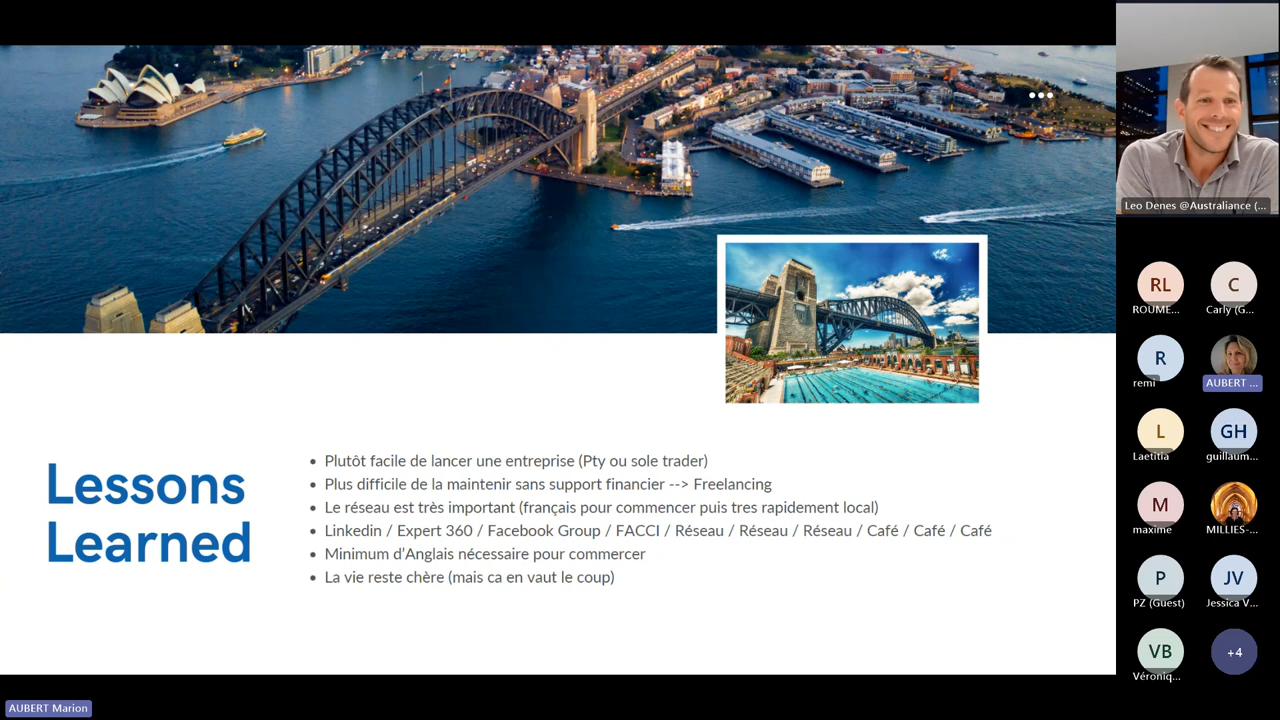 Leo Denes @Australiance (...
Lessons
Learned
• Plutôt facile de lancer une entreprise (Pty ou sole trader)
• Plus difficile de la maintenir sans support financier --> Freelancing
• Le réseau est très important (français pour commencer puis tres rapidement local)
• Linkedin / Expert 360 / Facebook Group / FACCI / Réseau / Réseau / Réseau / Café / Café / Café
• Minimum d'Anglais nécessaire pour commercer
• La vie reste chère (mais ca en vaut le coup)
RL
ROUME...
C
Carly (G...
R
remi
AUBERT ...
L
Laetitia
GH
guillaum...
M
maxime
MILLIES-...
P
PZ (Guest)
JV
Jessica V...
VB
Véroniq...
+4
AUBERT Marion